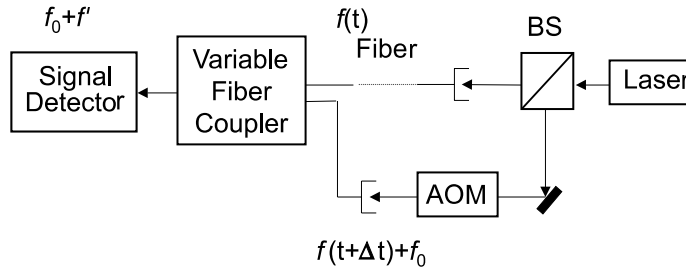 f₀+f'
f(t)
Fiber
BS
Signal
Detector
Variable
Fiber
Coupler
Laser
AOM
f(t+Δt)+f₀